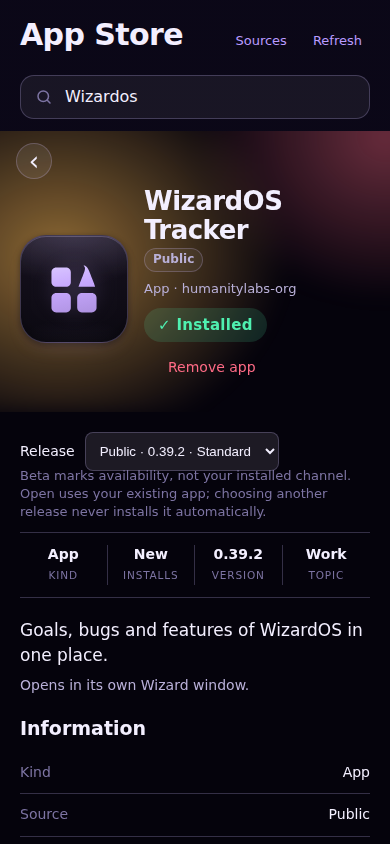 App Store
Sources
Refresh
Wizardos
WizardOS
Tracker
Public
App · humanitylabs-org
✓ Installed
Remove app
Release
Public · 0.39.2 · Standard
Beta marks availability, not your installed channel.
Open uses your existing app; choosing another
release never installs it automatically.
App
KIND
New
INSTALLS
0.39.2
VERSION
Work
TOPIC
Goals, bugs and features of WizardOS in
one place.
Opens in its own Wizard window.
Information
Kind
App
Source
Public